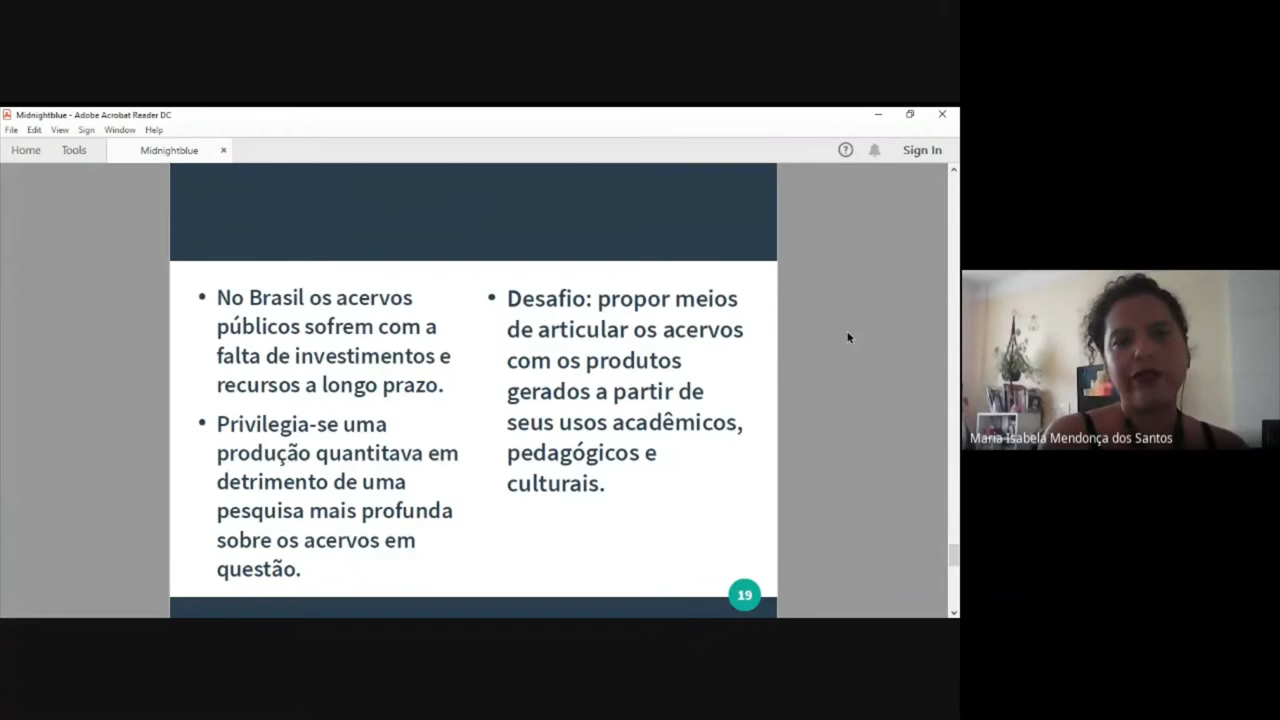 Midnightblue - Adobe Acrobat Reader DC
File Edit View Sign Window Help
Home Tools Midnightblue × Sign In
• No Brasil os acervos
públicos sofrem com a
falta de investimentos e
recursos a longo prazo.
• Privilegia-se uma
produção quantitava em
detrimento de uma
pesquisa mais profunda
sobre os acervos em
questão.
• Desafio: propor meios
de articular os acervos
com os produtos
gerados a partir de
seus usos acadêmicos,
pedagógicos e
culturais.
19
Maria Isabela Mendonça dos Santos